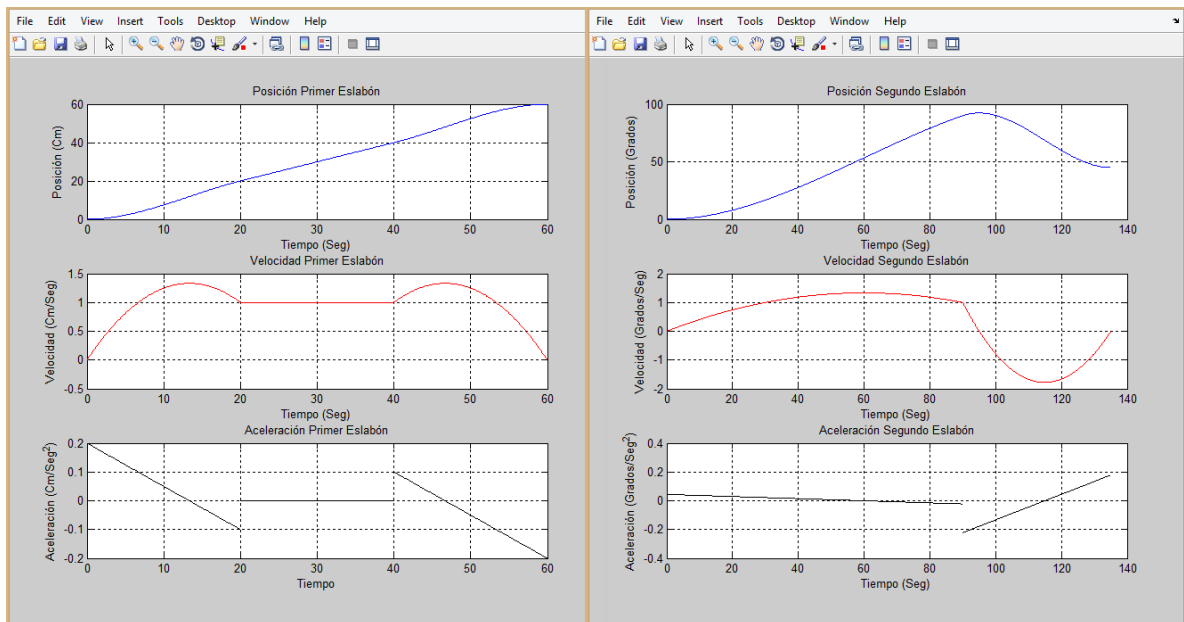 File Edit View Insert Tools Desktop Window Help
Posición Primer Eslabón
Posición (Cm)
60
40
20
0
0 10 20 30 40 50 60
Tiempo (Seg)
Velocidad Primer Eslabón
Velocidad (Cm/Seg)
1.5
1
0.5
0
-0.5
0 10 20 30 40 50 60
Tiempo (Seg)
Aceleración Primer Eslabón
Aceleración (Cm/Seg²)
0.2
0.1
0
-0.1
-0.2
0 10 20 30 40 50 60
Tiempo
File Edit View Insert Tools Desktop Window Help
Posición Segundo Eslabón
Posición (Grados)
100
50
0
0 20 40 60 80 100 120 140
Tiempo (Seg)
Velocidad Segundo Eslabón
Velocidad (Grados/Seg)
2
1
0
-1
-2
0 20 40 60 80 100 120 140
Tiempo (Seg)
Aceleración Segundo Eslabón
Aceleración (Grados/Seg²)
0.4
0.2
0
-0.2
-0.4
0 20 40 60 80 100 120 140
Tiempo (Seg)